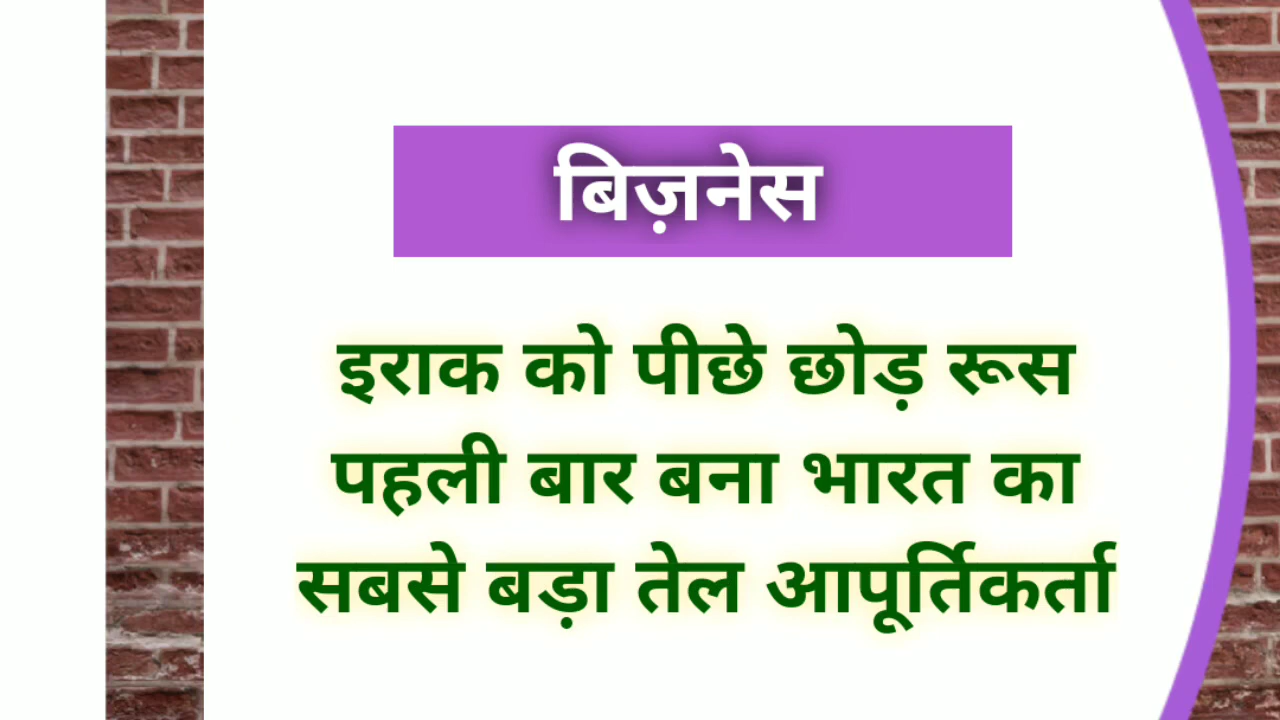 बिज़नेस
इराक को पीछे छोड़ रूस
पहली बार बना भारत का
सबसे बड़ा तेल आपूर्तिकर्ता